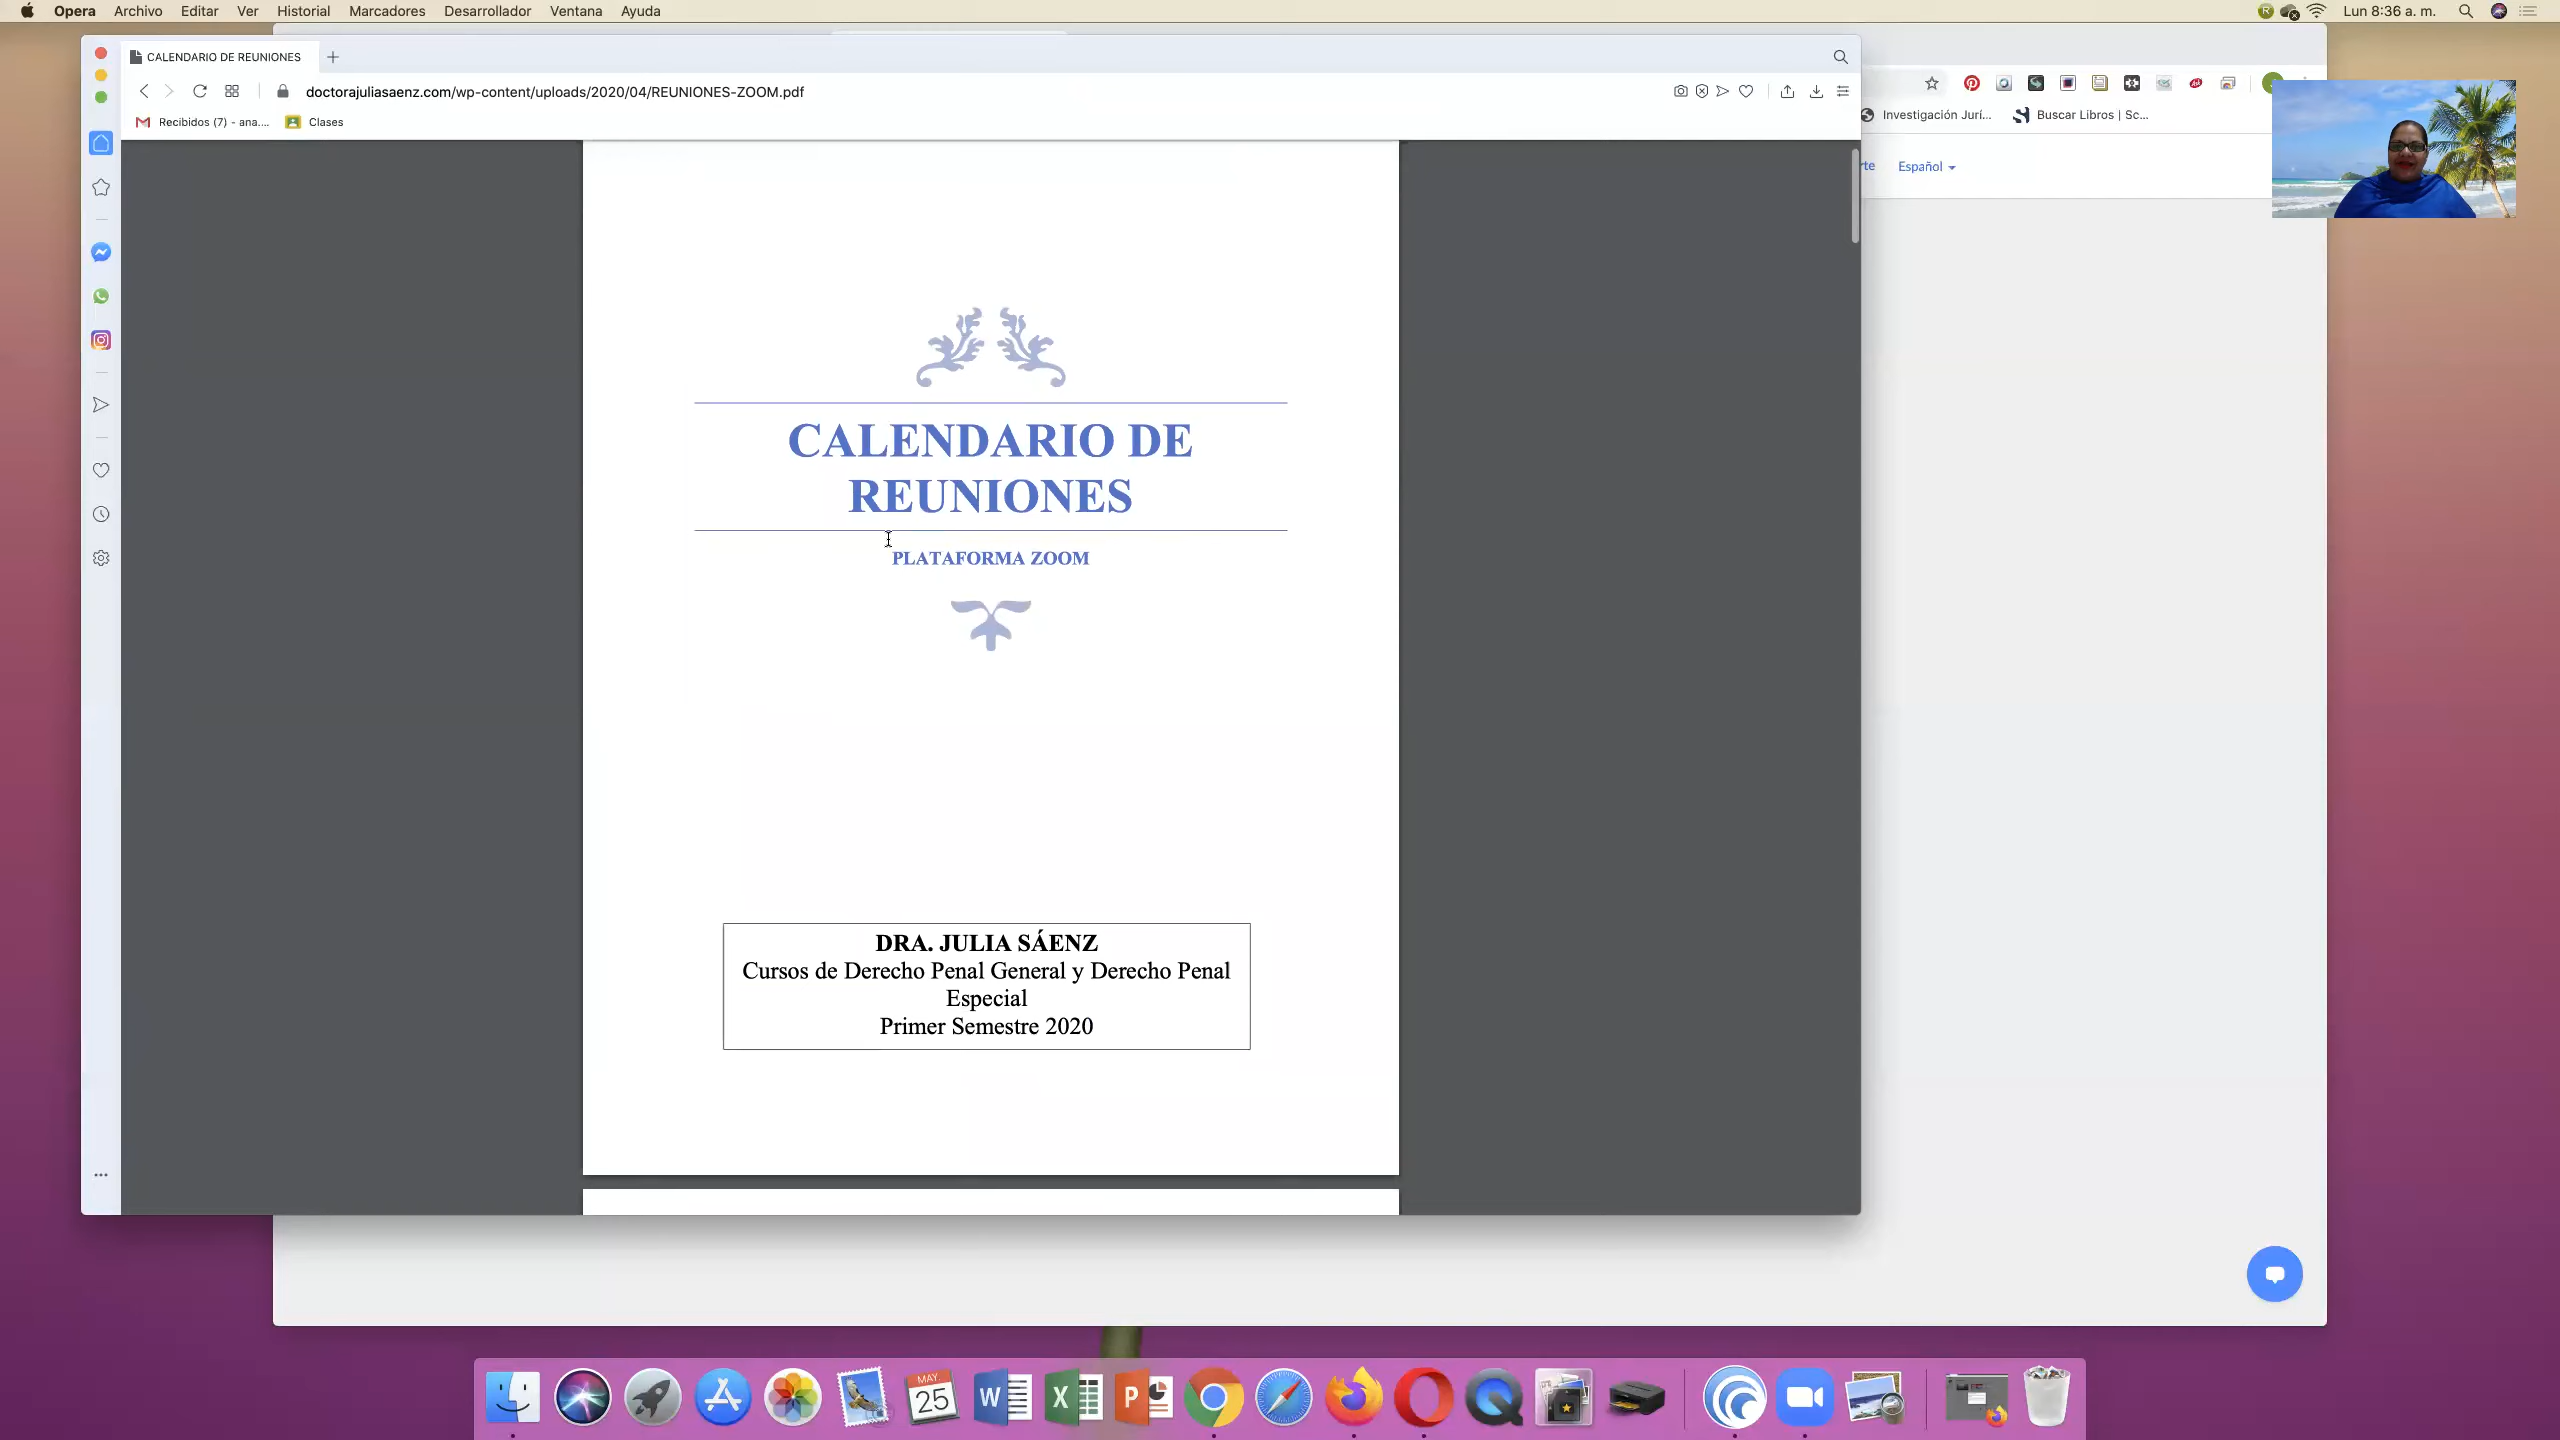 Opera Archivo Editar Ver Historial Marcadores Desarrollador Ventana Ayuda
Lun 8:36 a. m.
CALENDARIO DE REUNIONES
doctorajuliasaenz.com/wp-content/uploads/2020/04/REUNIONES-ZOOM.pdf
Recibidos (7) - ana.... Clases
Investigación Jurí... Buscar Libros | Sc...
rte Español
CALENDARIO DE
REUNIONES
PLATAFORMA ZOOM
DRA. JULIA SÁENZ
Cursos de Derecho Penal General y Derecho Penal
Especial
Primer Semestre 2020
MAY
25
W
X
P